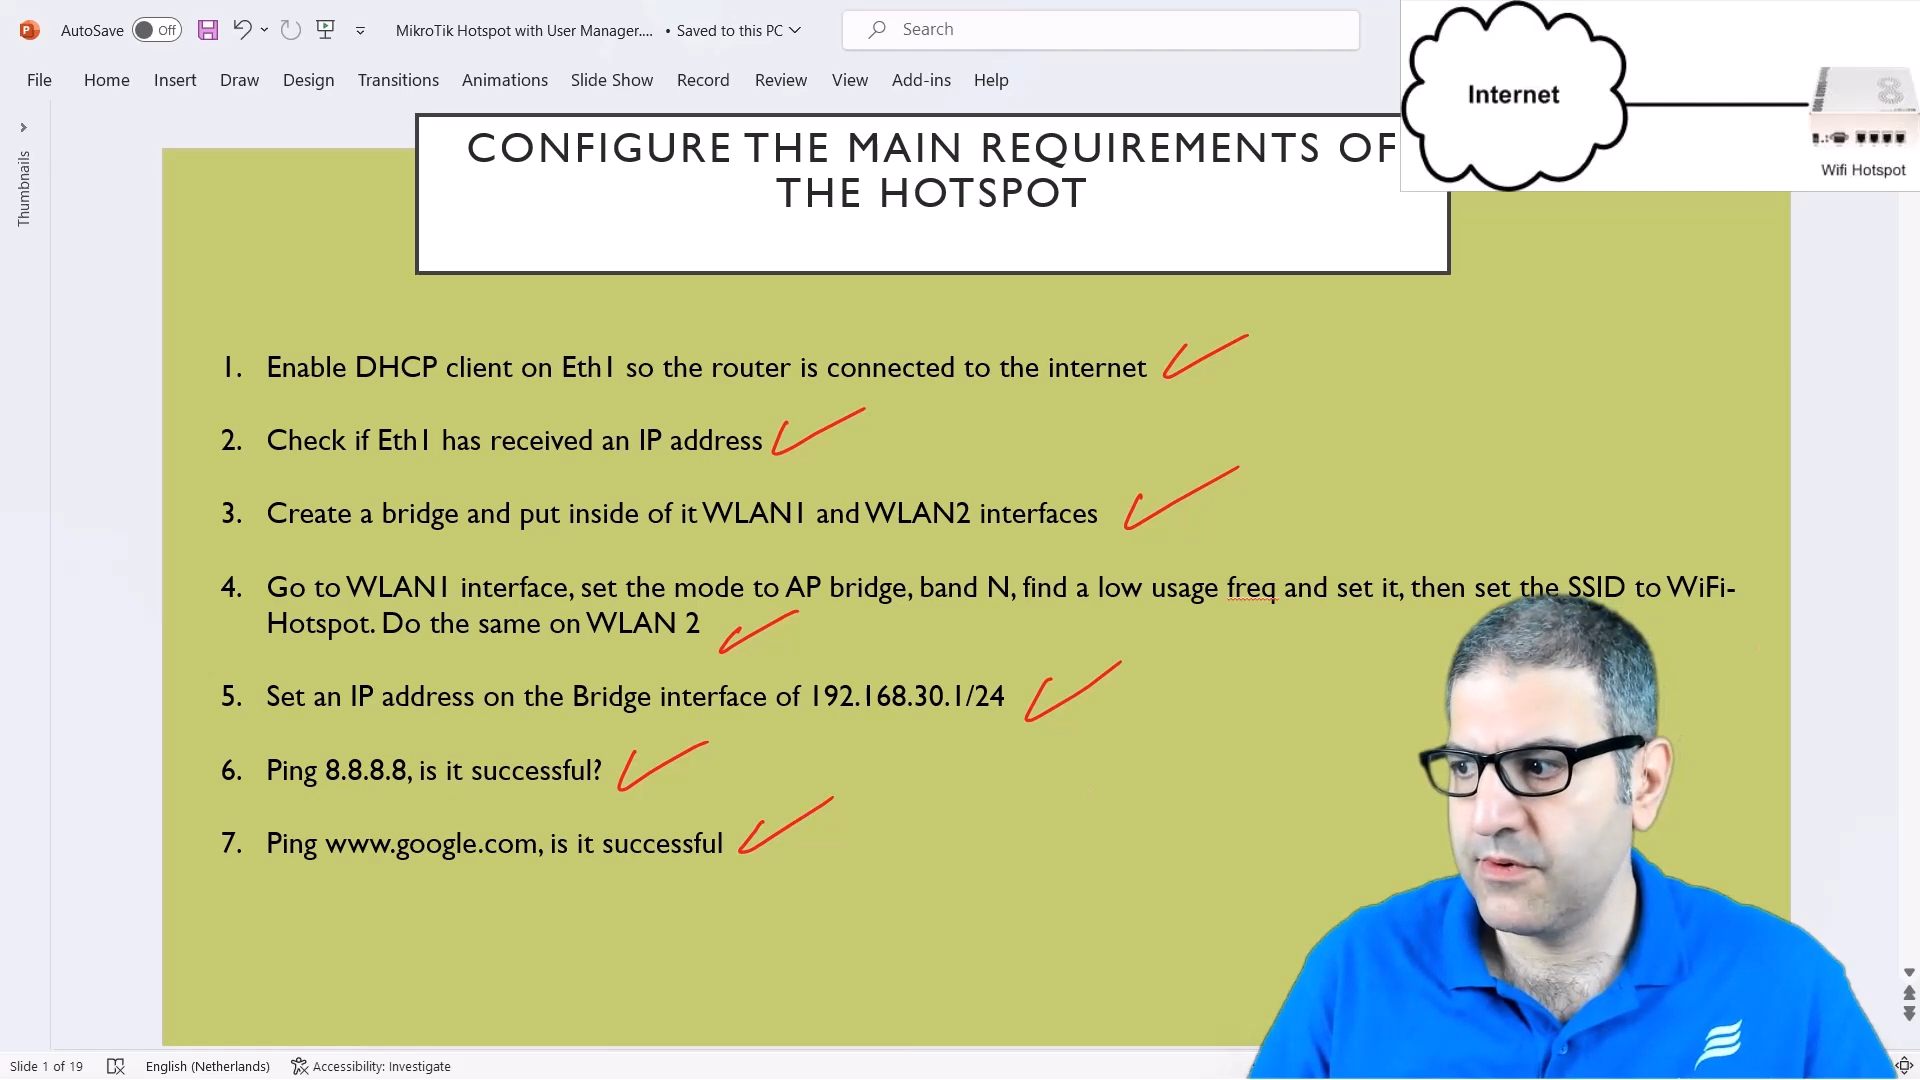 AutoSave Off MikroTik Hotspot with User Manager.... • Saved to this PC Search
File Home Insert Draw Design Transitions Animations Slide Show Record Review View Add-ins Help
Internet
Wifi Hotspot
Thumbnails
CONFIGURE THE MAIN REQUIREMENTS OF
THE HOTSPOT
1. Enable DHCP client on Eth1 so the router is connected to the internet
2. Check if Eth1 has received an IP address
3. Create a bridge and put inside of it WLAN1 and WLAN2 interfaces
4. Go to WLAN1 interface, set the mode to AP bridge, band N, find a low usage freq and set it, then set the SSID to WiFi-
Hotspot. Do the same on WLAN 2
5. Set an IP address on the Bridge interface of 192.168.30.1/24
6. Ping 8.8.8.8, is it successful?
7. Ping www.google.com, is it successful
Slide 1 of 19 English (Netherlands) Accessibility: Investigate